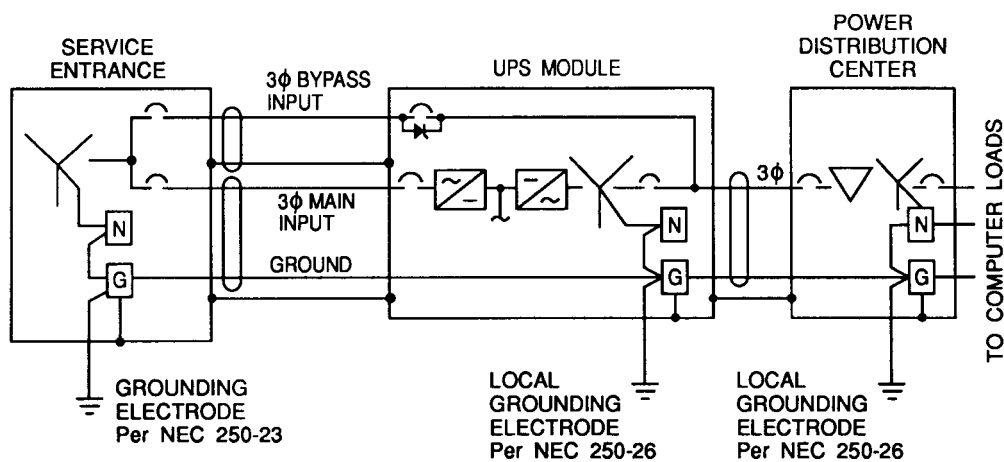 SERVICE
ENTRANCE
3ϕ BYPASS
INPUT
UPS MODULE
POWER
DISTRIBUTION
CENTER
3ϕ MAIN
INPUT
3ϕ
N
N
N
GROUND
G
G
G
TO COMPUTER LOADS
GROUNDING
ELECTRODE
Per NEC 250-23
LOCAL
GROUNDING
ELECTRODE
Per NEC 250-26
LOCAL
GROUNDING
ELECTRODE
Per NEC 250-26